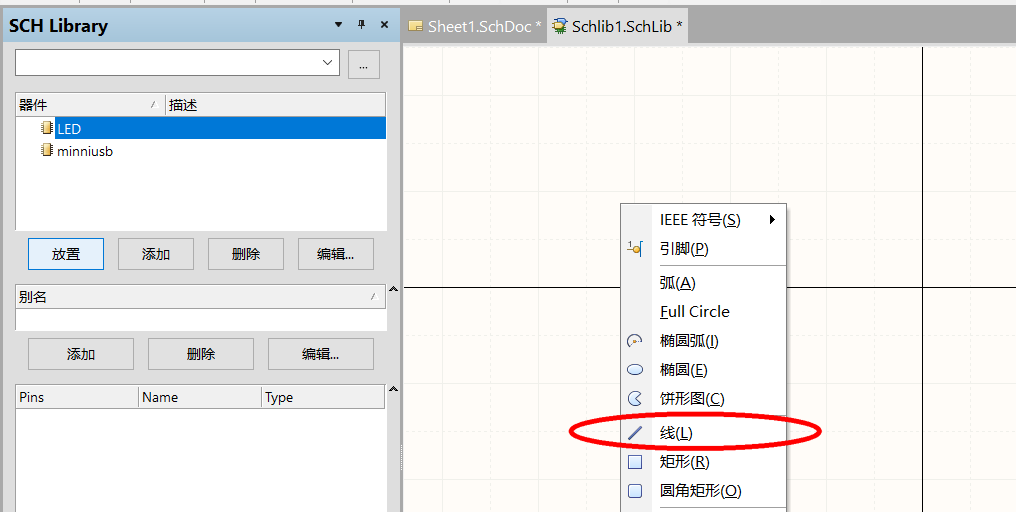 SCH Library
Sheet1.SchDoc *
Schlib1.SchLib *
...
器件 描述
LED
minniusb
放置 添加 删除 编辑...
别名
添加 删除 编辑...
Pins Name Type
IEEE 符号(S)
引脚(P)
弧(A)
Full Circle
椭圆弧(I)
椭圆(E)
饼形图(C)
线(L)
矩形(R)
圆角矩形(O)